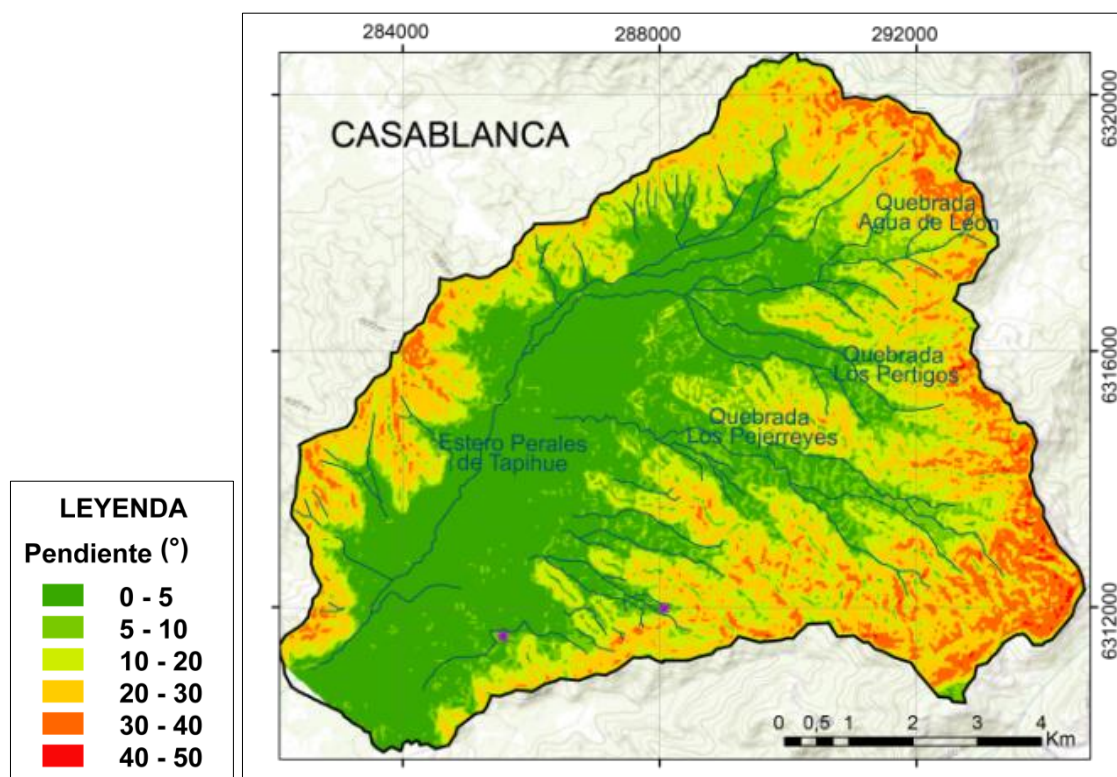 284000
288000
292000
6320000
CASABLANCA
Quebrada
Agua de Leon
6316000
Quebrada
Los Pertigos
Quebrada
Los Pejerreyes
Estero Perales
de Tapihue
6312000
0 0,5 1 2 3 4
Km
LEYENDA
Pendiente (°)
0 - 5
5 - 10
10 - 20
20 - 30
30 - 40
40 - 50